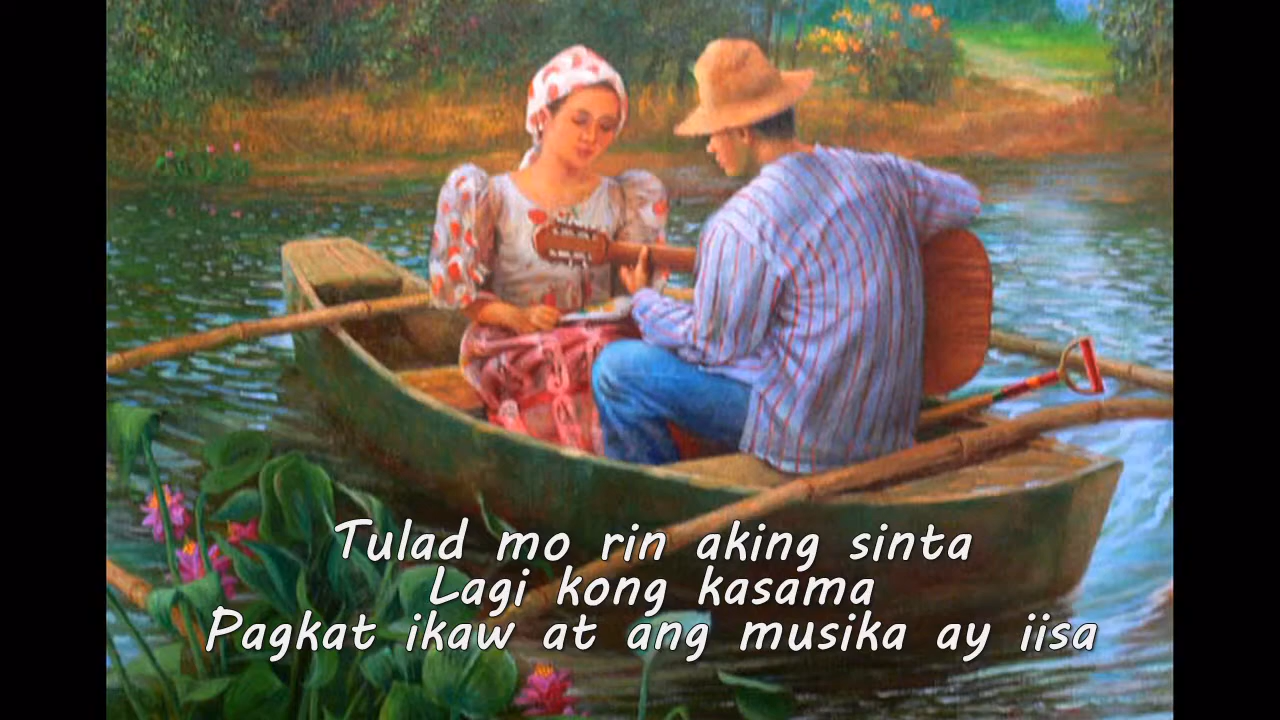 Tulad mo rin aking sinta
Lagi kong kasama
Pagkat ikaw at ang musika ay iisa